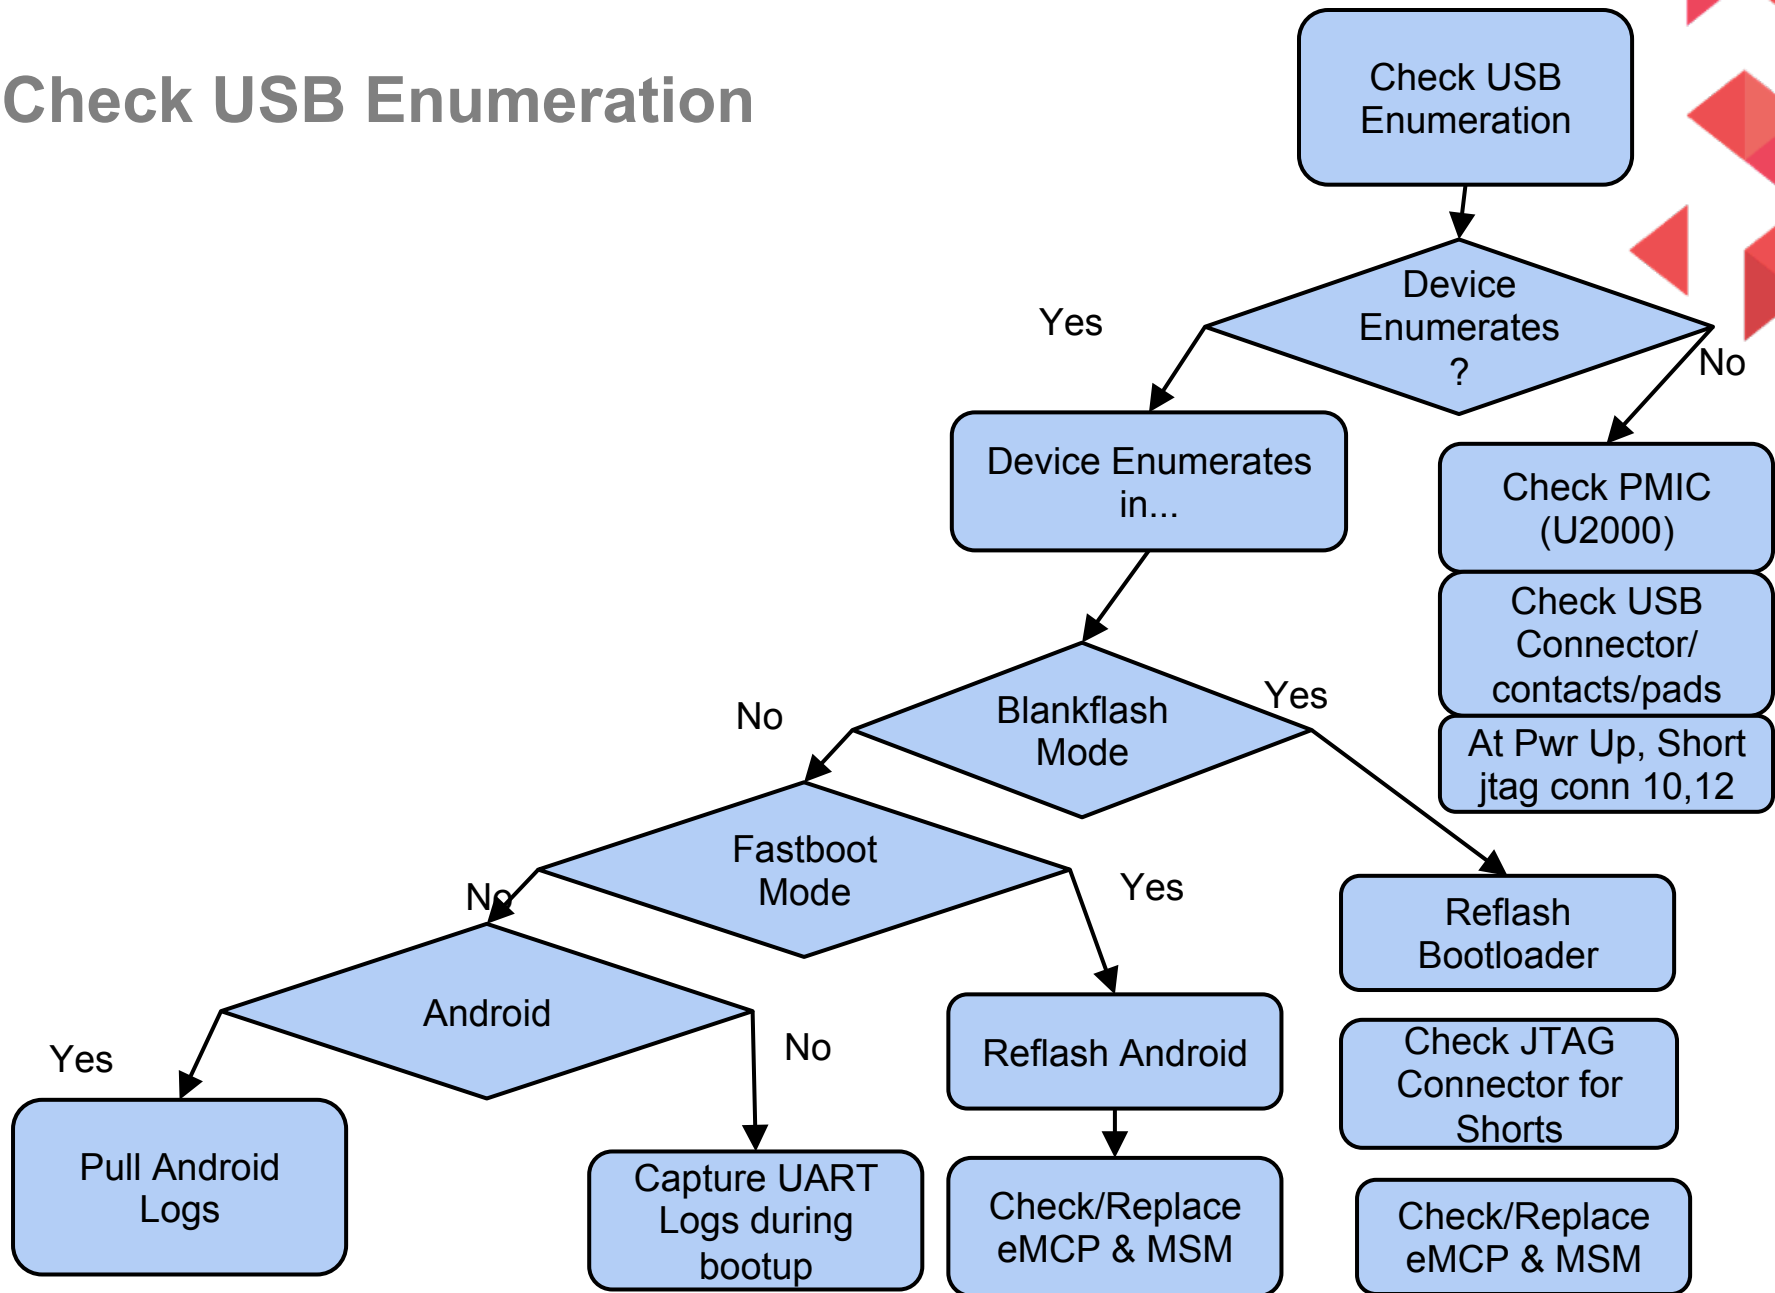 Check USB Enumeration
Check USB
Enumeration
Device
Enumerates
?
Yes
No
Device Enumerates
in...
Check PMIC
(U2000)
Check USB
Connector/
contacts/pads
At Pwr Up, Short
jtag conn 10,12
Blankflash
Mode
No
Yes
Fastboot
Mode
No
Yes
Reflash
Bootloader
Android
Yes
No
Reflash Android
Check JTAG
Connector for
Shorts
Pull Android
Logs
Capture UART
Logs during
bootup
Check/Replace
eMCP & MSM
Check/Replace
eMCP & MSM